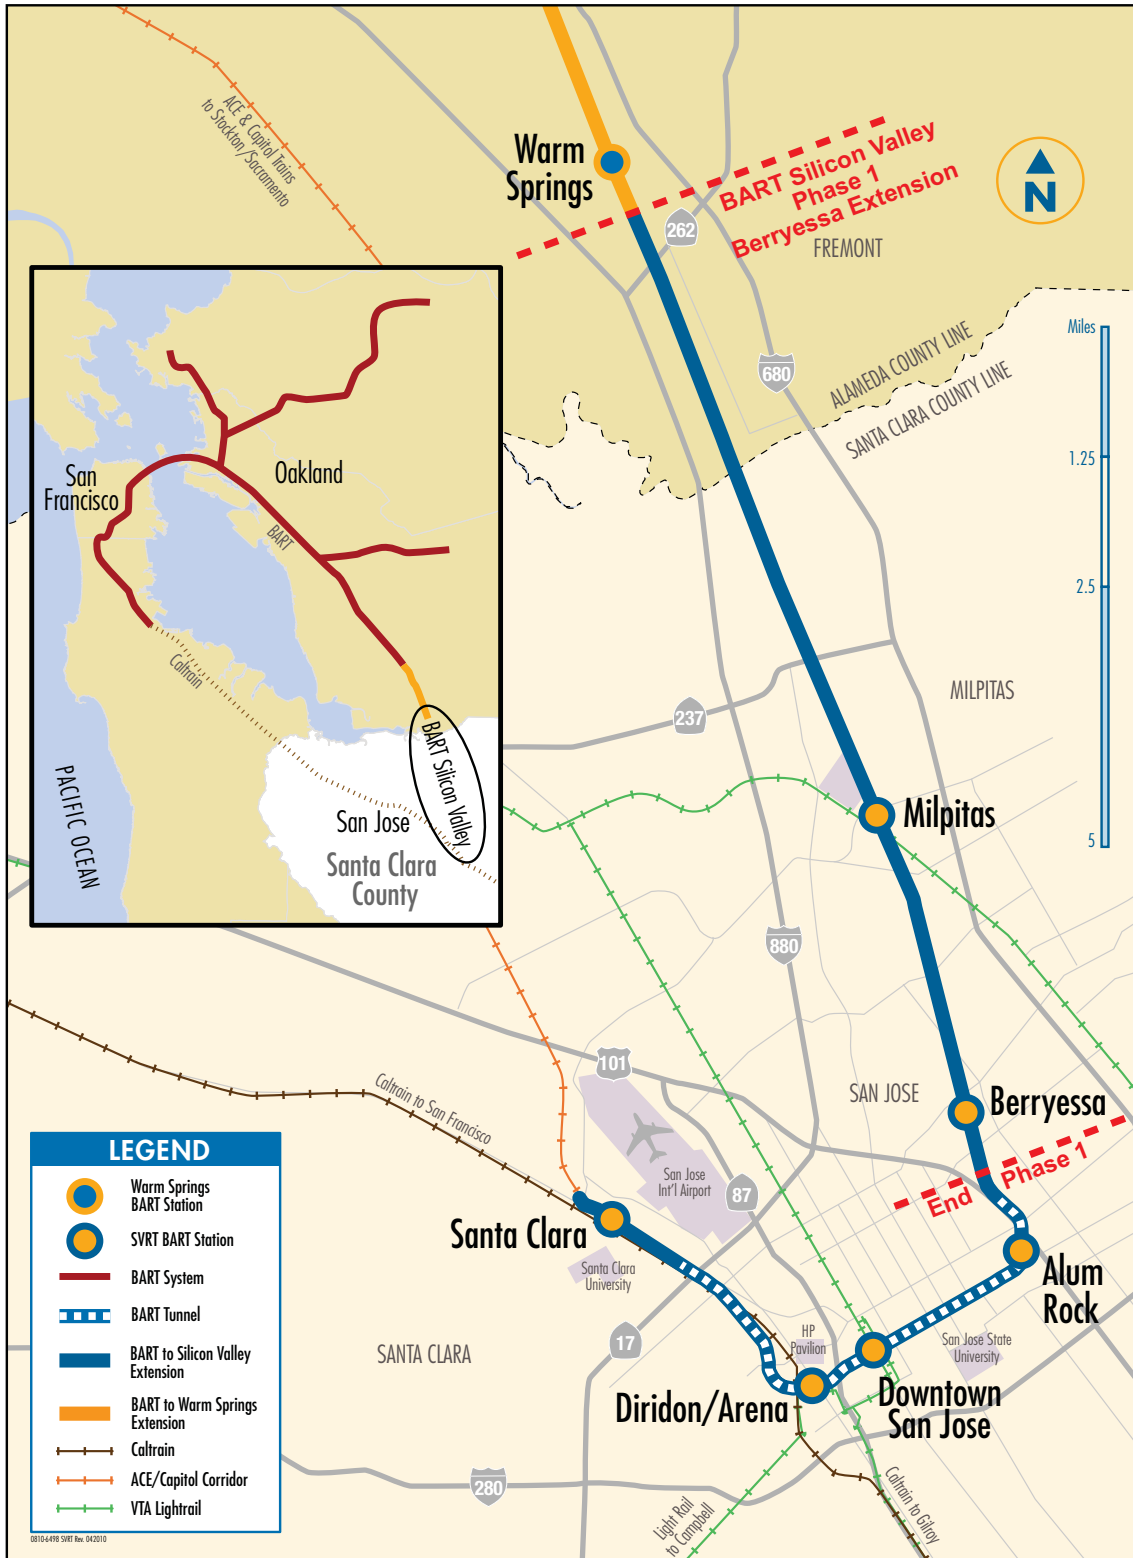 ACE & Capitol Trains
to Stockton/Sacramento
Warm
Springs
BART Silicon Valley
Phase 1
Berryessa Extension
N
262
FREMONT
680
ALAMEDA COUNTY LINE
SANTA CLARA COUNTY LINE
Miles
1.25
2.5
5
San
Francisco
Oakland
BART
Caltrain
PACIFIC OCEAN
BART Silicon Valley
San Jose
Santa Clara
County
237
MILPITAS
Milpitas
880
101
Caltrain to San Francisco
SAN JOSE
Berryessa
End Phase 1
San Jose
Int'l Airport
87
Santa Clara
Santa Clara
University
Alum
Rock
17
HP
Pavilion
San Jose State
University
SANTA CLARA
Diridon/Arena
Downtown
San Jose
280
Light Rail
to Campbell
Caltrain to Gilroy
LEGEND
Warm Springs
BART Station
SVRT BART Station
BART System
BART Tunnel
BART to Silicon Valley
Extension
BART to Warm Springs
Extension
Caltrain
ACE/Capitol Corridor
VTA Lightrail
0810-6498 SVRT Rev. 042010